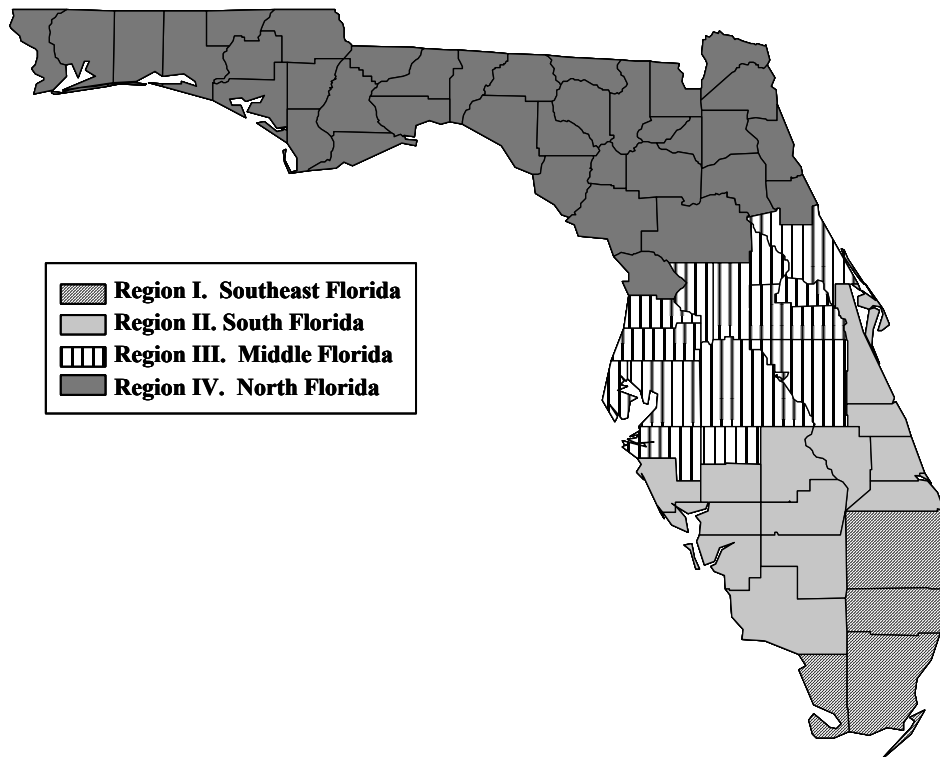 Region I. Southeast Florida
Region II. South Florida
Region III. Middle Florida
Region IV. North Florida